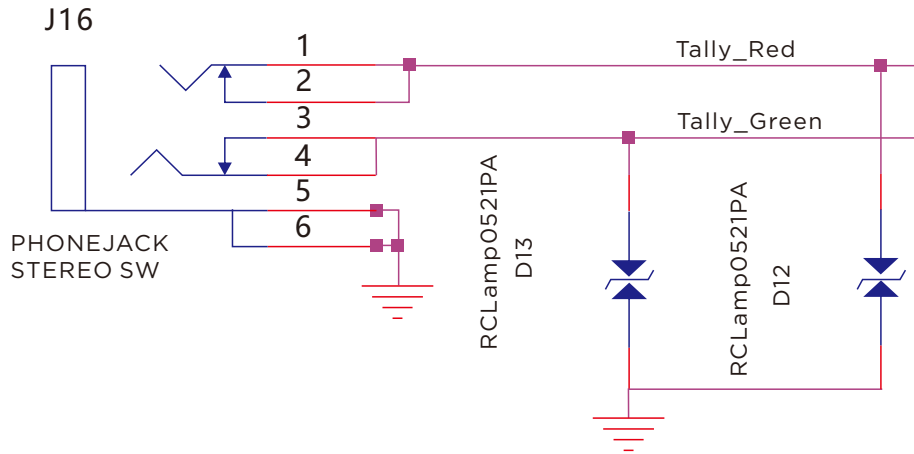 J16
1
2
3
4
5
6
PHONEJACK
STEREO SW
Tally_Red
Tally_Green
RCLamp0521PA
D13
RCLamp0521PA
D12